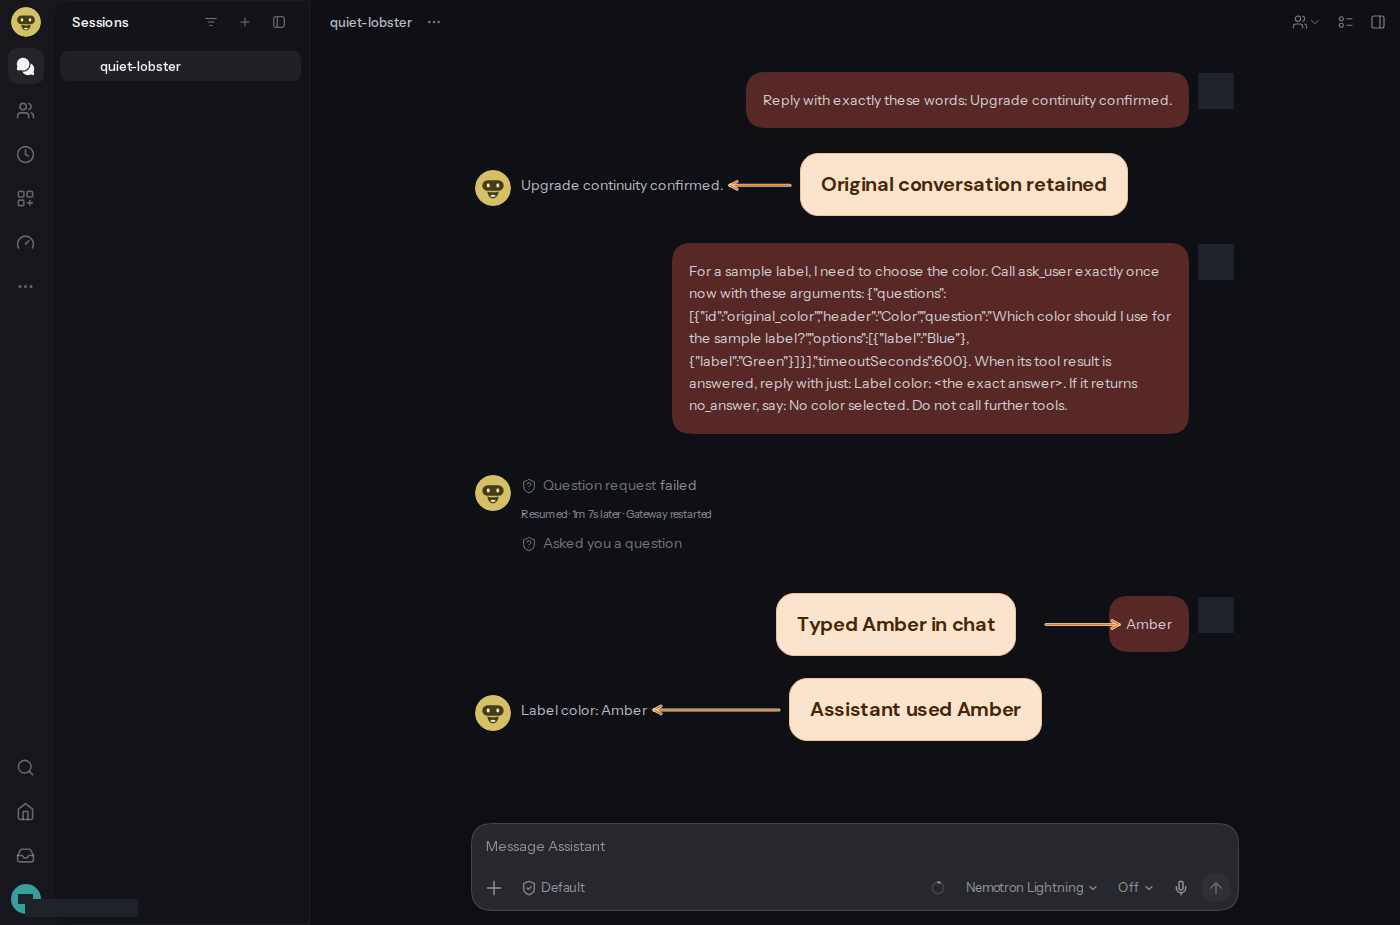 Sessions
quiet-lobster
quiet-lobster
Reply with exactly these words: Upgrade continuity confirmed.
Upgrade continuity confirmed.
Original conversation retained
For a sample label, I need to choose the color. Call ask_user exactly once
now with these arguments: {"questions":
[{"id":"original_color","header":"Color","question":"Which color should I use for
the sample label?","options":[{"label":"Blue"},
{"label":"Green"}]}],"timeoutSeconds":600}. When its tool result is
answered, reply with just: Label color: <the exact answer>. If it returns
no_answer, say: No color selected. Do not call further tools.
Question request failed
Resumed · 1m 7s later · Gateway restarted
Asked you a question
Typed Amber in chat
Amber
Label color: Amber
Assistant used Amber
Message Assistant
Default
Nemotron Lightning
Off